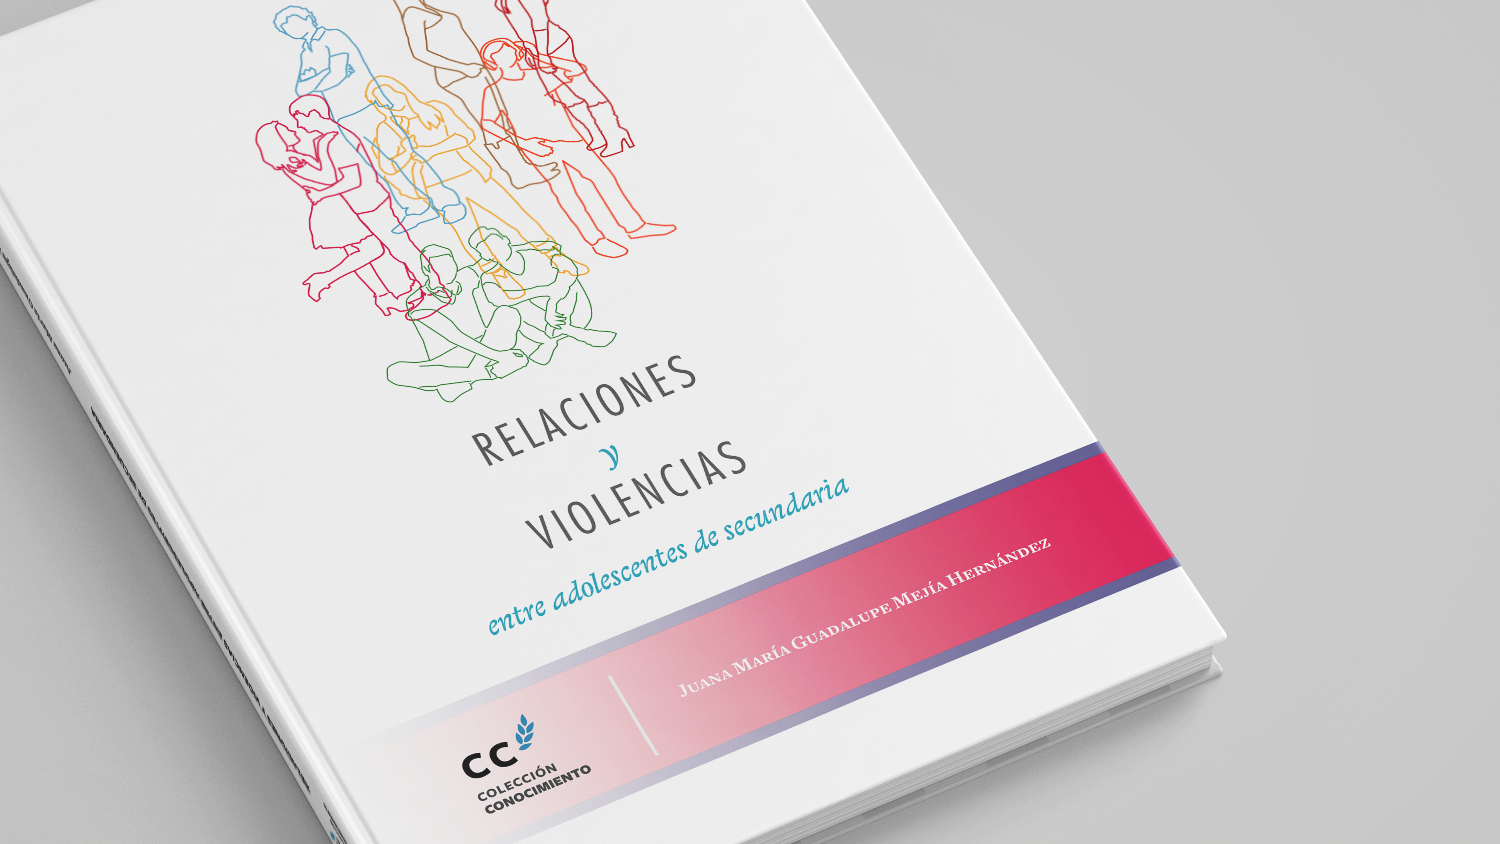 RELACIONES
y
VIOLENCIAS
entre adolescentes de secundaria
Juana María Guadalupe Mejía Hernández
CC
COLECCIÓN
CONOCIMIENTO